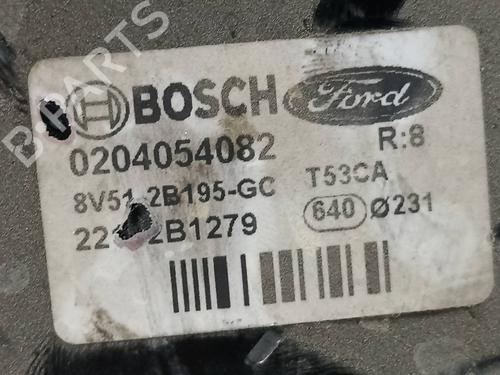 BOSCH Ford
0204054082 R:8
8V51-2B195-GC T53CA
2B1279 640 Ø231
B-PARTS